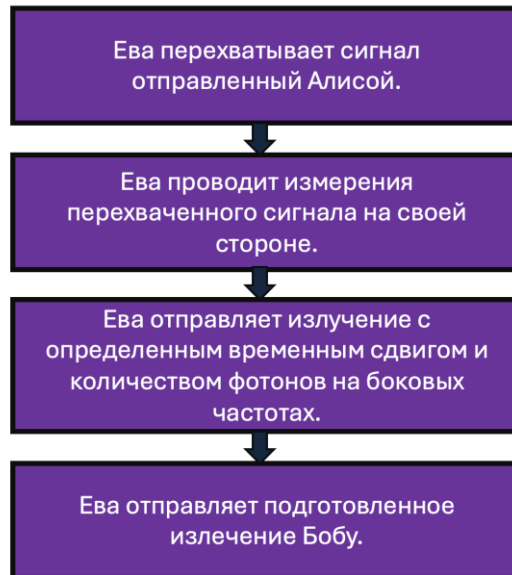 Ева перехватывает сигнал
отправленный Алисой.
Ева проводит измерения
перехваченного сигнала на своей
стороне.
Ева отправляет излучение с
определенным временным сдвигом и
количеством фотонов на боковых
частотах.
Ева отправляет подготовленное
излечение Бобу.